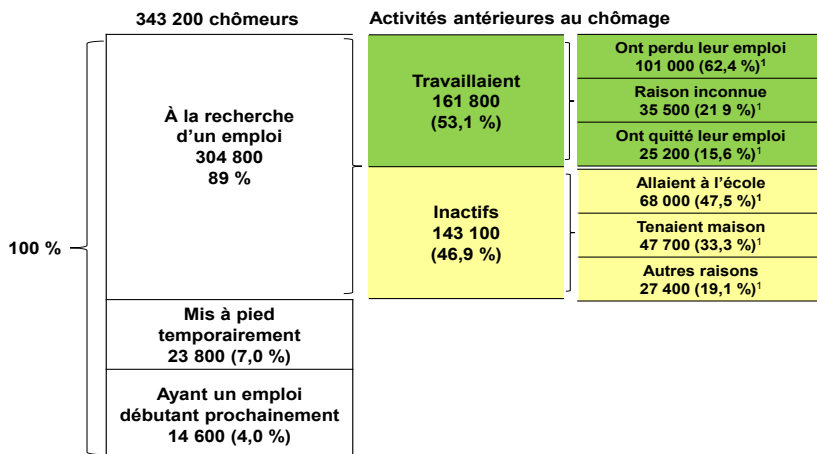 343 200 chômeurs
Activités antérieures au chômage
100 %
À la recherche
d'un emploi
304 800
89 %
Mis à pied
temporairement
23 800 (7,0 %)
Ayant un emploi
débutant prochainement
14 600 (4,0 %)
Travaillaient
161 800
(53,1 %)
Inactifs
143 100
(46,9 %)
Ont perdu leur emploi
101 000 (62,4 %)¹
Raison inconnue
35 500 (21 9 %)¹
Ont quitté leur emploi
25 200 (15,6 %)¹
Allaient à l'école
68 000 (47,5 %)¹
Tenaient maison
47 700 (33,3 %)¹
Autres raisons
27 400 (19,1 %)¹